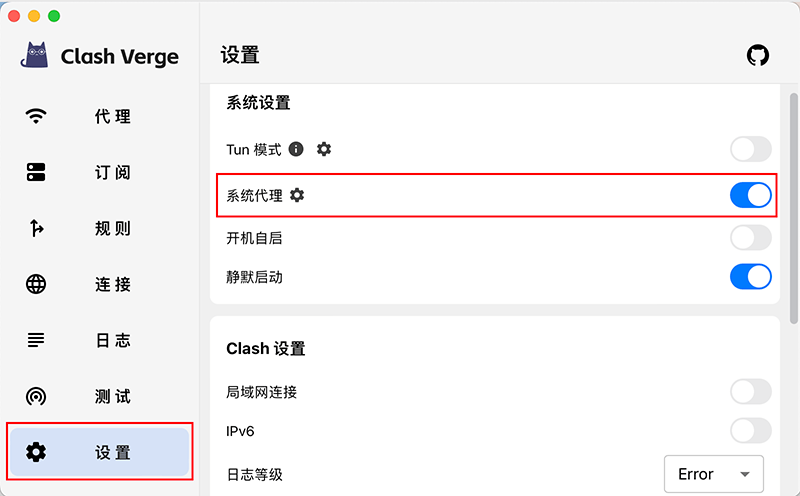 Clash Verge
设置
代理
订阅
规则
连接
日志
测试
设置
系统设置
Tun 模式
系统代理
开机自启
静默启动
Clash 设置
局域网连接
IPv6
日志等级
Error